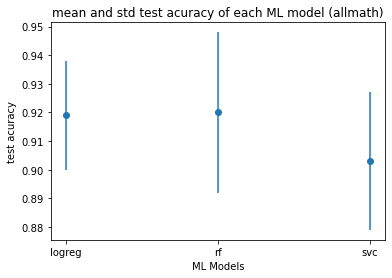 mean and std test acuracy of each ML model (allmath)
0.95
0.94
0.93
0.92
0.91
0.90
0.89
0.88
test acuracy
logreg rf svc
ML Models